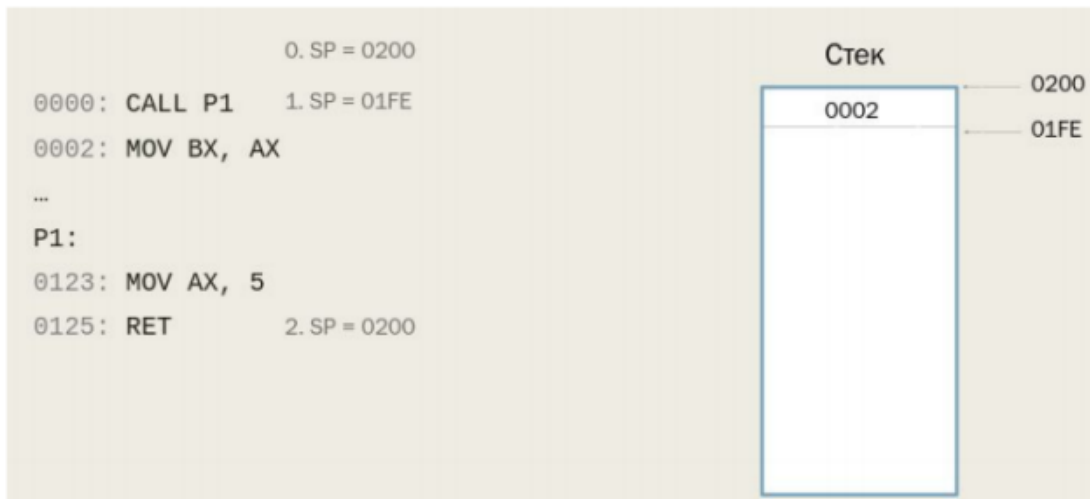 0. SP = 0200
0000: CALL P1 1. SP = 01FE
0002: MOV BX, AX
…
P1:
0123: MOV AX, 5
0125: RET 2. SP = 0200
Стек
0200
0002
01FE